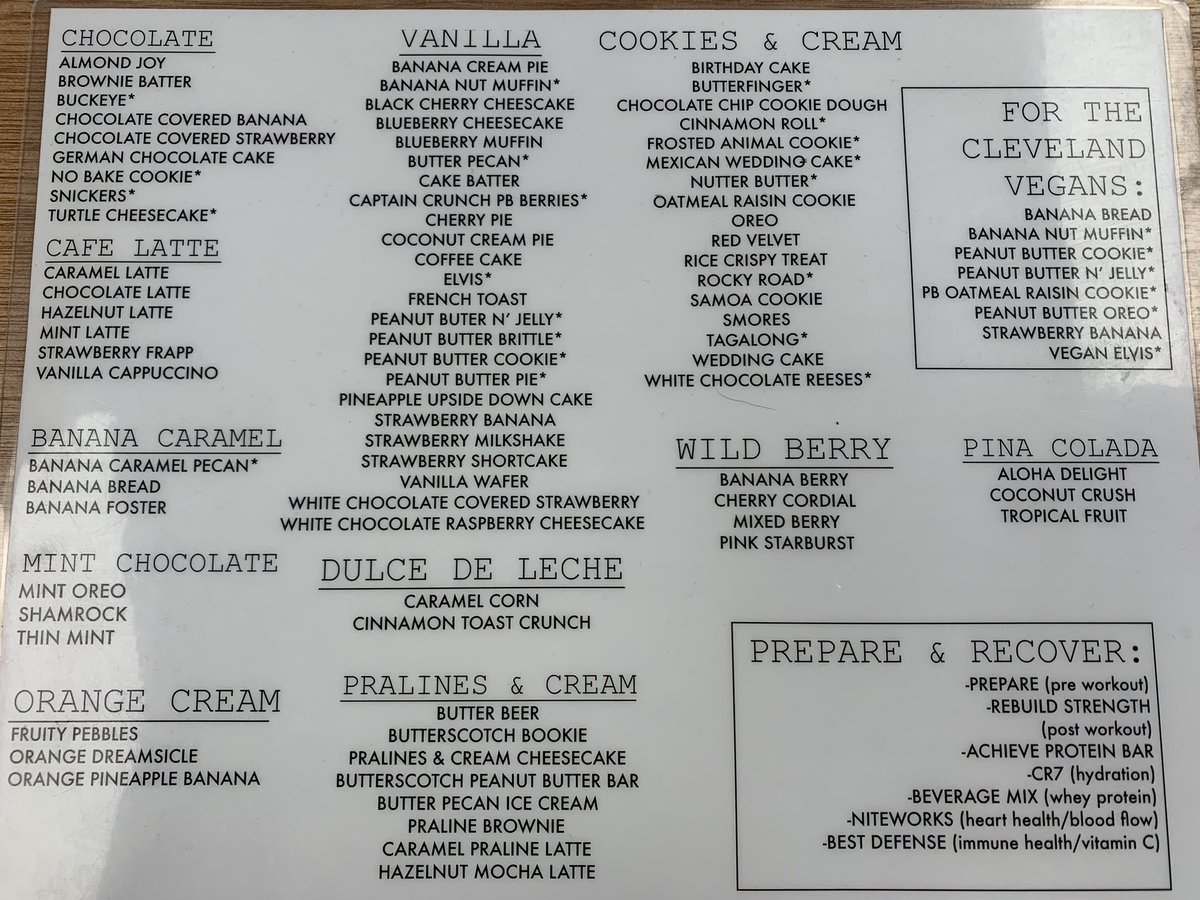 CHOCOLATE
ALMOND JOY
BROWNIE BATTER
BUCKEYE*
CHOCOLATE COVERED BANANA
CHOCOLATE COVERED STRAWBERRY
GERMAN CHOCOLATE CAKE
NO BAKE COOKIE*
SNICKERS*
TURTLE CHEESECAKE*
CAFE LATTE
CARAMEL LATTE
CHOCOLATE LATTE
HAZELNUT LATTE
MINT LATTE
STRAWBERRY FRAPP
VANILLA CAPPUCCINO
BANANA CARAMEL
BANANA CARAMEL PECAN*
BANANA BREAD
BANANA FOSTER
MINT CHOCOLATE
MINT OREO
SHAMROCK
THIN MINT
ORANGE CREAM
FRUITY PEBBLES
ORANGE DREAMSICLE
ORANGE PINEAPPLE BANANA
VANILLA
BANANA CREAM PIE
BANANA NUT MUFFIN*
BLACK CHERRY CHEESCAKE
BLUEBERRY CHEESECAKE
BLUEBERRY MUFFIN
BUTTER PECAN*
CAKE BATTER
CAPTAIN CRUNCH PB BERRIES*
CHERRY PIE
COCONUT CREAM PIE
COFFEE CAKE
ELVIS*
FRENCH TOAST
PEANUT BUTER N' JELLY*
PEANUT BUTTER BRITTLE*
PEANUT BUTTER COOKIE*
PEANUT BUTTER PIE*
PINEAPPLE UPSIDE DOWN CAKE
STRAWBERRY BANANA
STRAWBERRY MILKSHAKE
STRAWBERRY SHORTCAKE
VANILLA WAFER
WHITE CHOCOLATE COVERED STRAWBERRY
WHITE CHOCOLATE RASPBERRY CHEESECAKE
DULCE DE LECHE
CARAMEL CORN
CINNAMON TOAST CRUNCH
PRALINES & CREAM
BUTTER BEER
BUTTERSCOTCH BOOKIE
PRALINES & CREAM CHEESECAKE
BUTTERSCOTCH PEANUT BUTTER BAR
BUTTER PECAN ICE CREAM
PRALINE BROWNIE
CARAMEL PRALINE LATTE
HAZELNUT MOCHA LATTE
COOKIES & CREAM
BIRTHDAY CAKE
BUTTERFINGER*
CHOCOLATE CHIP COOKIE DOUGH
CINNAMON ROLL*
FROSTED ANIMAL COOKIE*
MEXICAN WEDDING CAKE*
NUTTER BUTTER*
OATMEAL RAISIN COOKIE
OREO
RED VELVET
RICE CRISPY TREAT
ROCKY ROAD*
SAMOA COOKIE
SMORES
TAGALONG*
WEDDING CAKE
WHITE CHOCOLATE REESES*
WILD BERRY
BANANA BERRY
CHERRY CORDIAL
MIXED BERRY
PINK STARBURST
FOR THE
CLEVELAND
VEGANS:
BANANA BREAD
BANANA NUT MUFFIN*
PEANUT BUTTER COOKIE*
PEANUT BUTTER N' JELLY*
PB OATMEAL RAISIN COOKIE*
PEANUT BUTTER OREO*
STRAWBERRY BANANA
VEGAN ELVIS*
PINA COLADA
ALOHA DELIGHT
COCONUT CRUSH
TROPICAL FRUIT
PREPARE & RECOVER:
-PREPARE (pre workout)
-REBUILD STRENGTH
(post workout)
-ACHIEVE PROTEIN BAR
-CR7 (hydration)
-BEVERAGE MIX (whey protein)
-NITEWORKS (heart health/blood flow)
-BEST DEFENSE (immune health/vitamin C)